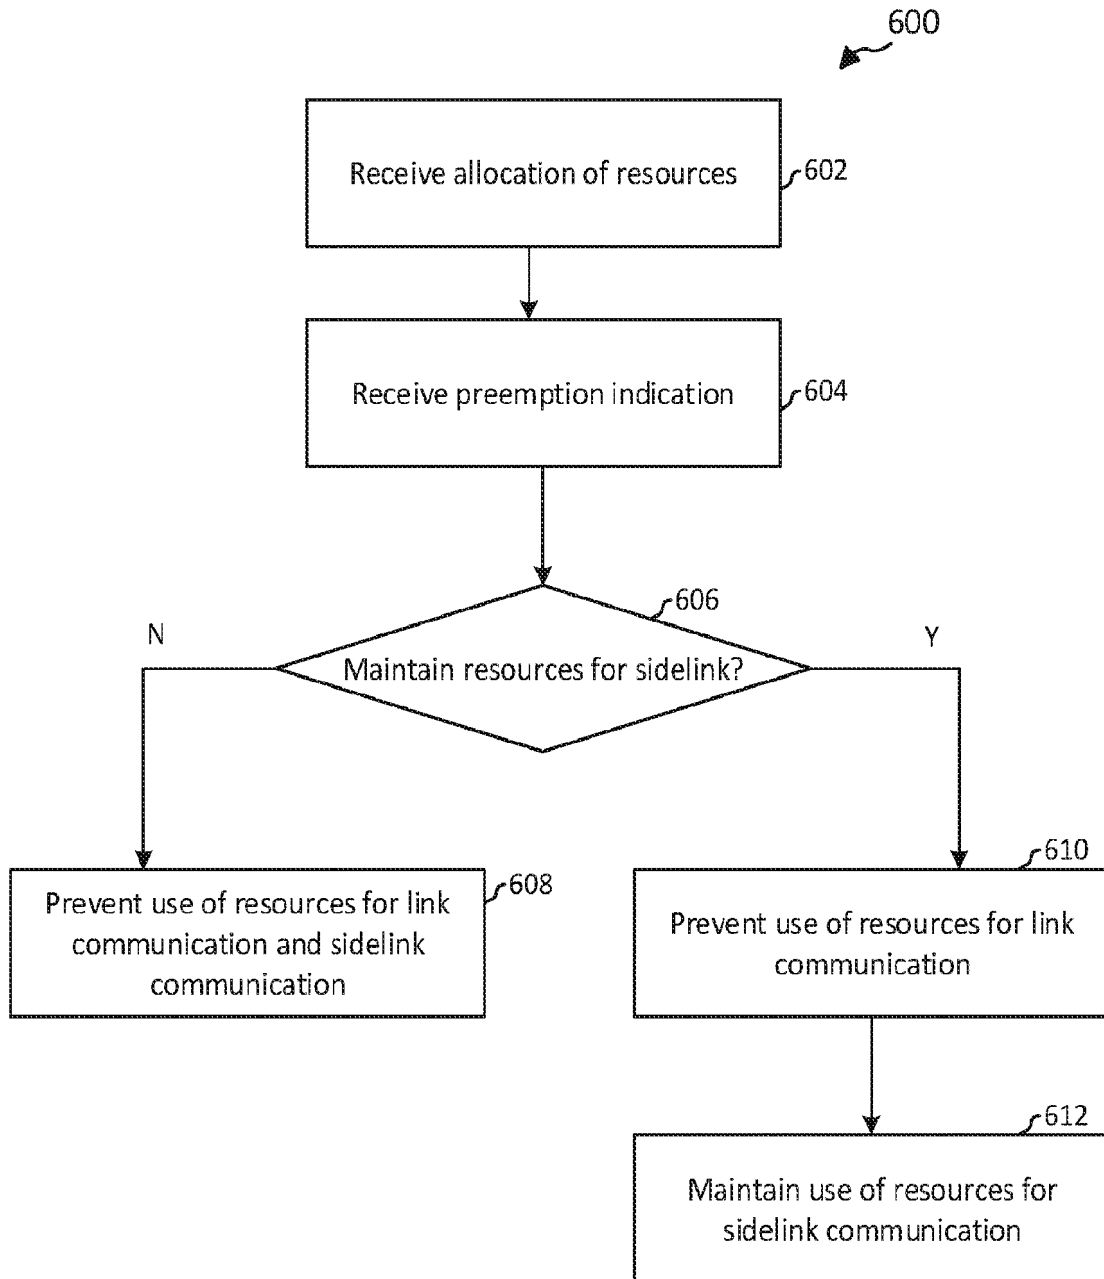 600
Receive allocation of resources
602
Receive preemption indication
604
606
N
Y
Maintain resources for sidelink?
610
608
Prevent use of resources for link
communication and sidelink
communication
Prevent use of resources for link
communication
612
Maintain use of resources for
sidelink communication